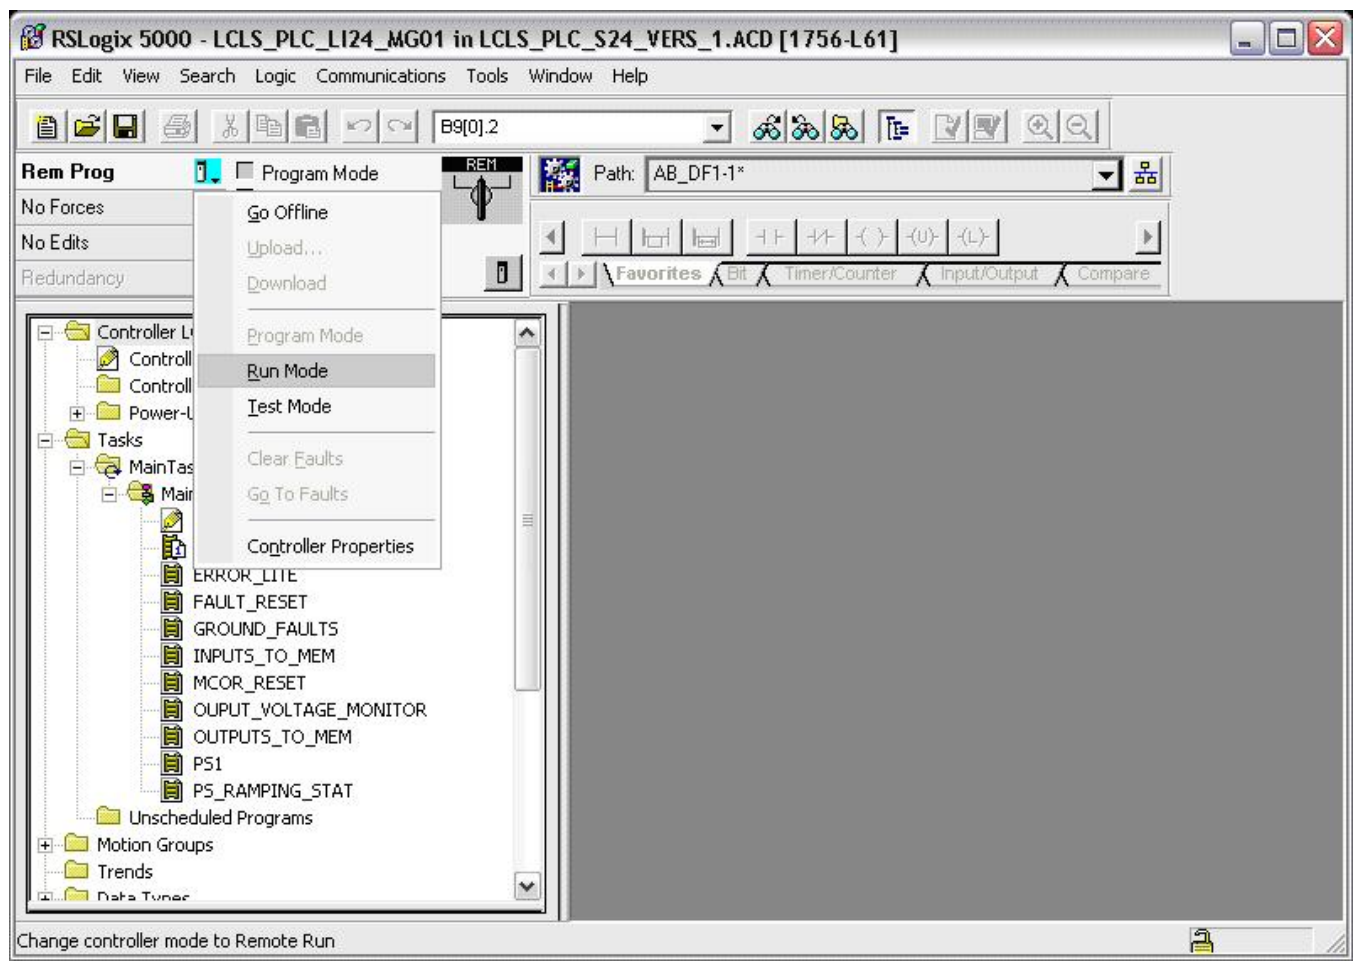 RSLogix 5000 - LCLS_PLC_LI24_MG01 in LCLS_PLC_S24_VERS_1.ACD [1756-L61]
File Edit View Search Logic Communications Tools Window Help
B9[0].2
Rem Prog
Program Mode
REM
Path: AB_DF1-1*
No Forces
No Edits
Redundancy
Go Offline
Upload...
Download
Program Mode
Run Mode
Test Mode
Clear Faults
Go To Faults
Controller Properties
Favorites Bit Timer/Counter Input/Output Compare
Controller
Controll
Controll
Power-U
Tasks
MainTas
Main
ERROR_LITE
FAULT_RESET
GROUND_FAULTS
INPUTS_TO_MEM
MCOR_RESET
OUPUT_VOLTAGE_MONITOR
OUTPUTS_TO_MEM
PS1
PS_RAMPING_STAT
Unscheduled Programs
Motion Groups
Trends
Data Types
Change controller mode to Remote Run